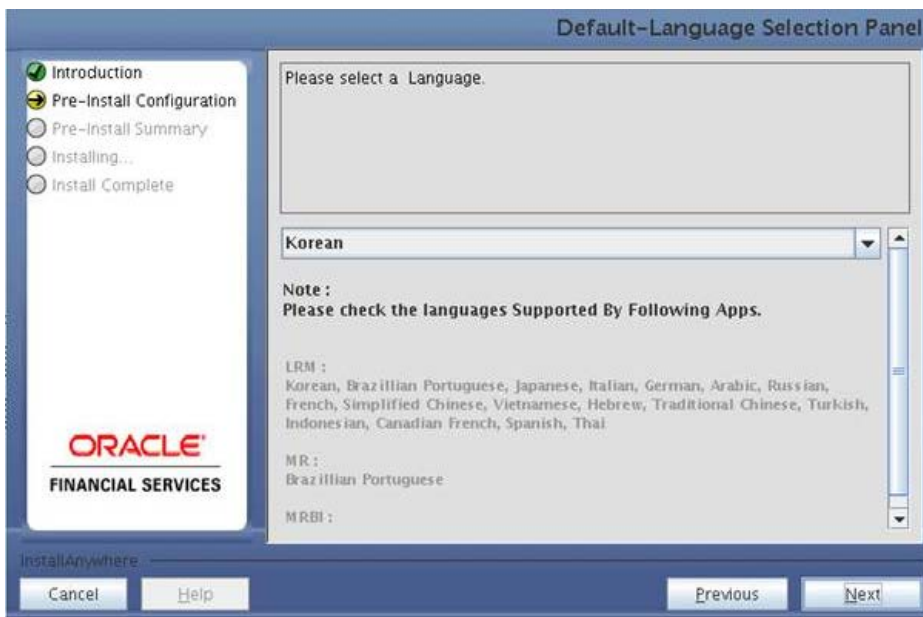 Default-Language Selection Panel
Introduction
Pre-Install Configuration
Pre-Install Summary
Installing...
Install Complete
ORACLE
FINANCIAL SERVICES
Please select a Language.
Korean
Note :
Please check the languages Supported By Following Apps.
LRM :
Korean, Brazillian Portuguese, Japanese, Italian, German, Arabic, Russian,
French, Simplified Chinese, Vietnamese, Hebrew, Traditional Chinese, Turkish,
Indonesian, Canadian French, Spanish, Thai
MR :
Brazillian Portuguese
MRBI :
InstallAnywhere
Cancel
Help
Previous
Next